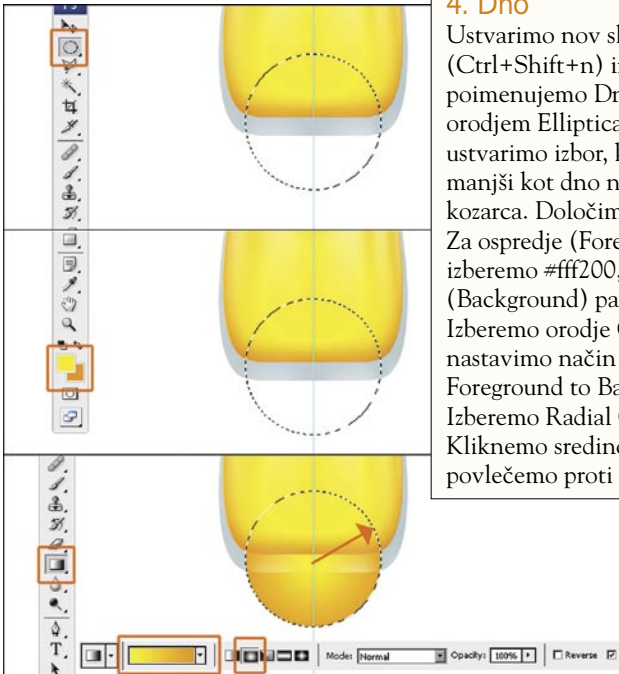 4. Dno
Ustvarimo nov sl
(Ctrl+Shift+n) in
poimenujemo Dn
orodjem Elliptica
ustvarimo izbor, k
manjši kot dno n
kozarca. Določim
Za ospredje (Fore
izberemo #fff200,
(Background) pa
Izberemo orodje
nastavimo način
Foreground to Ba
Izberemo Radial
Kliknemo sredino
povlečemo proti
Mode: Normal Opacity: 100% Reverse